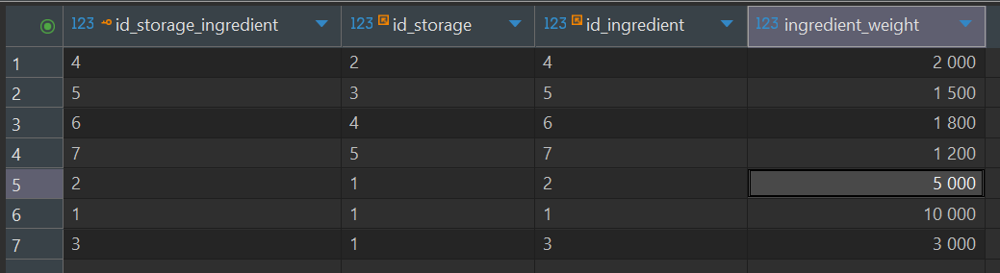 123 id_storage_ingredient 123 id_storage 123 id_ingredient 123 ingredient_weight
1 4 2 4 2 000
2 5 3 5 1 500
3 6 4 6 1 800
4 7 5 7 1 200
5 2 1 2 5 000
6 1 1 1 10 000
7 3 1 3 3 000